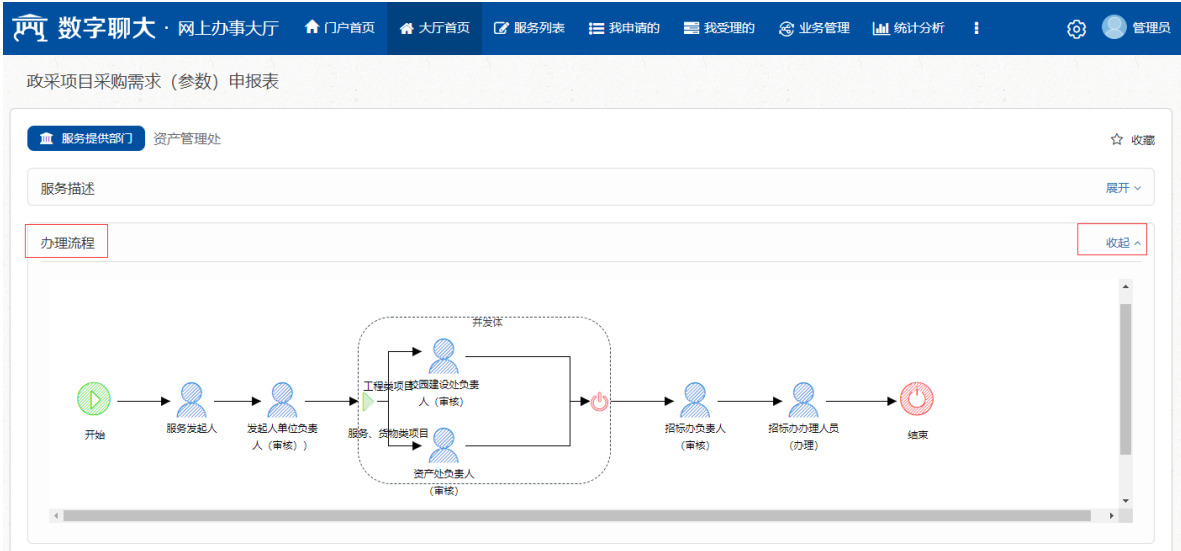 数字聊大 · 网上办事大厅 门户首页 大厅首页 服务列表 我申请的 我受理的 业务管理 统计分析 管理员
政采项目采购需求（参数）申报表
服务提供部门 资产管理处 收藏
服务描述 展开
办理流程 收起
并发体
工程类项目
校园建设处负责
人（审核）
开始
服务发起人
发起人单位负责
人（审核））
服务、货物类项目
资产处负责人
（审核）
招标办负责人
（审核）
招标办办理人员
（办理）
结束